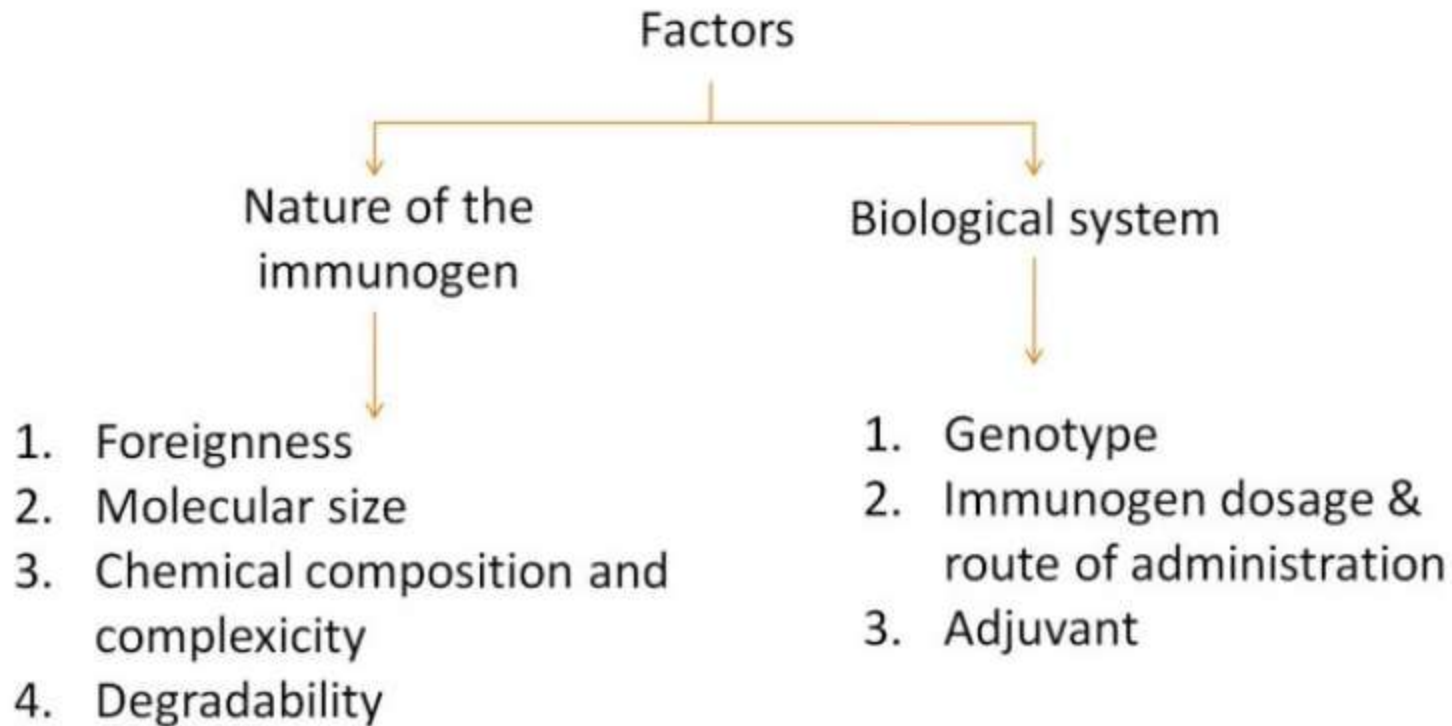 Factors
Nature of the
immunogen
1. Foreignness
2. Molecular size
3. Chemical composition and
complexicity
4. Degradability
Biological system
1. Genotype
2. Immunogen dosage &
route of administration
3. Adjuvant